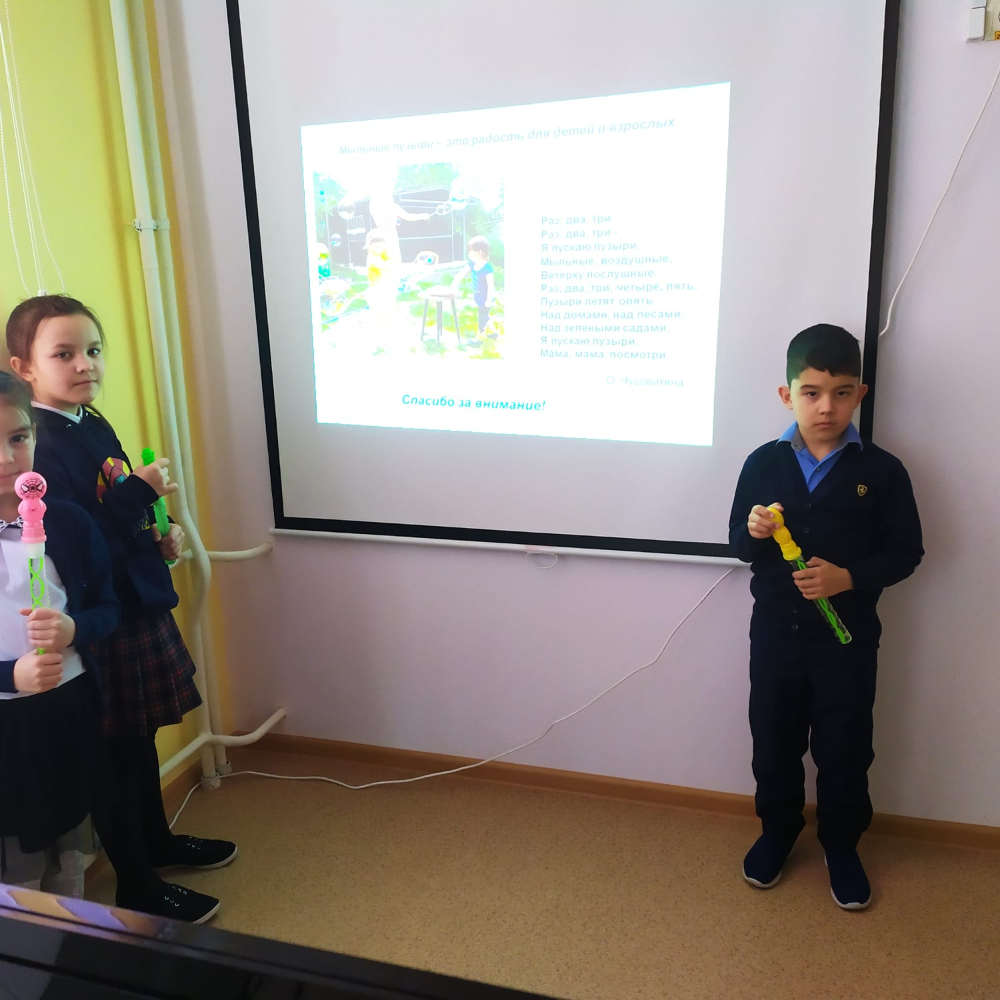 Мыльные пузыри – это радость для детей и взрослых
Раз, два, три
Раз, два, три -
Я пускаю пузыри.
Мыльные, воздушные,
Ветерку послушные.
Раз, два, три, четыре, пять,
Пузыри летят опять
Над домами, над лесами,
Над зелёными садами,
Я пускаю пузыри,
Мама, мама, посмотри.
О. Чусовитина
Спасибо за внимание!